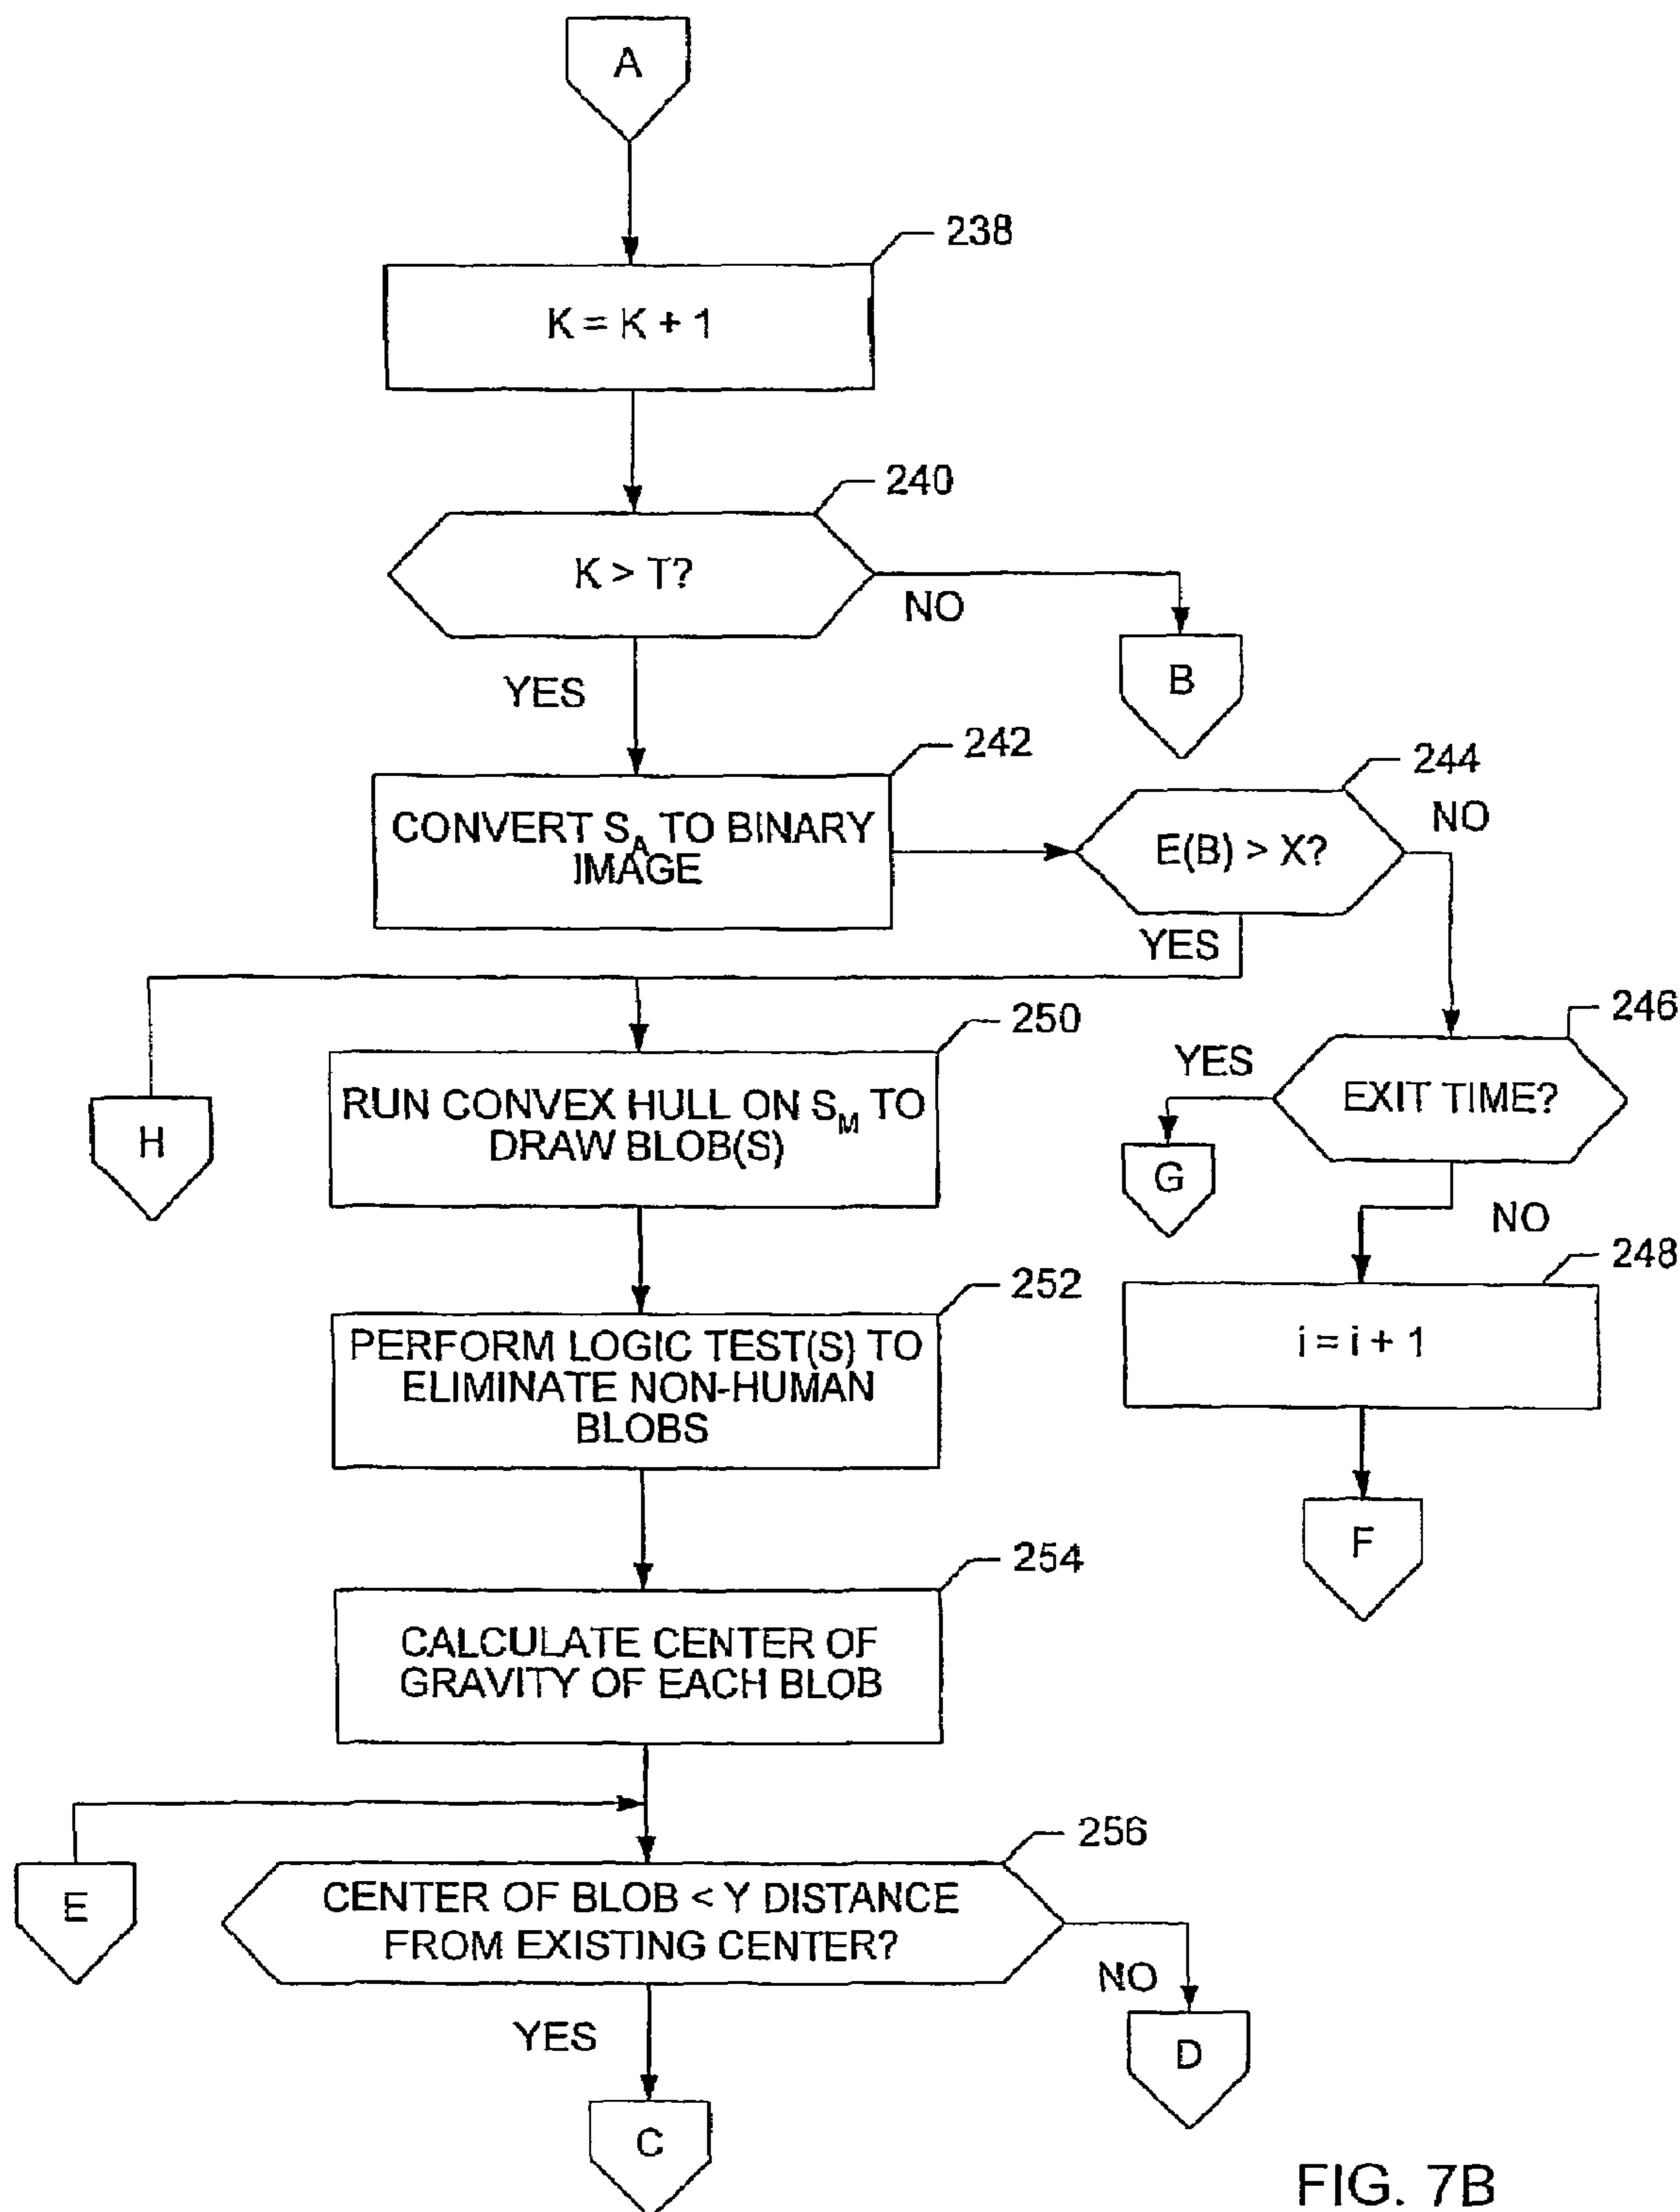 A
238
K = K + 1
240
K > T?
NO
B
YES
242
CONVERT S_A TO BINARY
IMAGE
244
E(B) > X?
NO
YES
H
250
RUN CONVEX HULL ON S_M TO
DRAW BLOB(S)
246
EXIT TIME?
YES
G
NO
248
i = i + 1
F
252
PERFORM LOGIC TEST(S) TO
ELIMINATE NON-HUMAN
BLOBS
254
CALCULATE CENTER OF
GRAVITY OF EACH BLOB
E
256
CENTER OF BLOB < Y DISTANCE
FROM EXISTING CENTER?
NO
D
YES
C
FIG. 7B